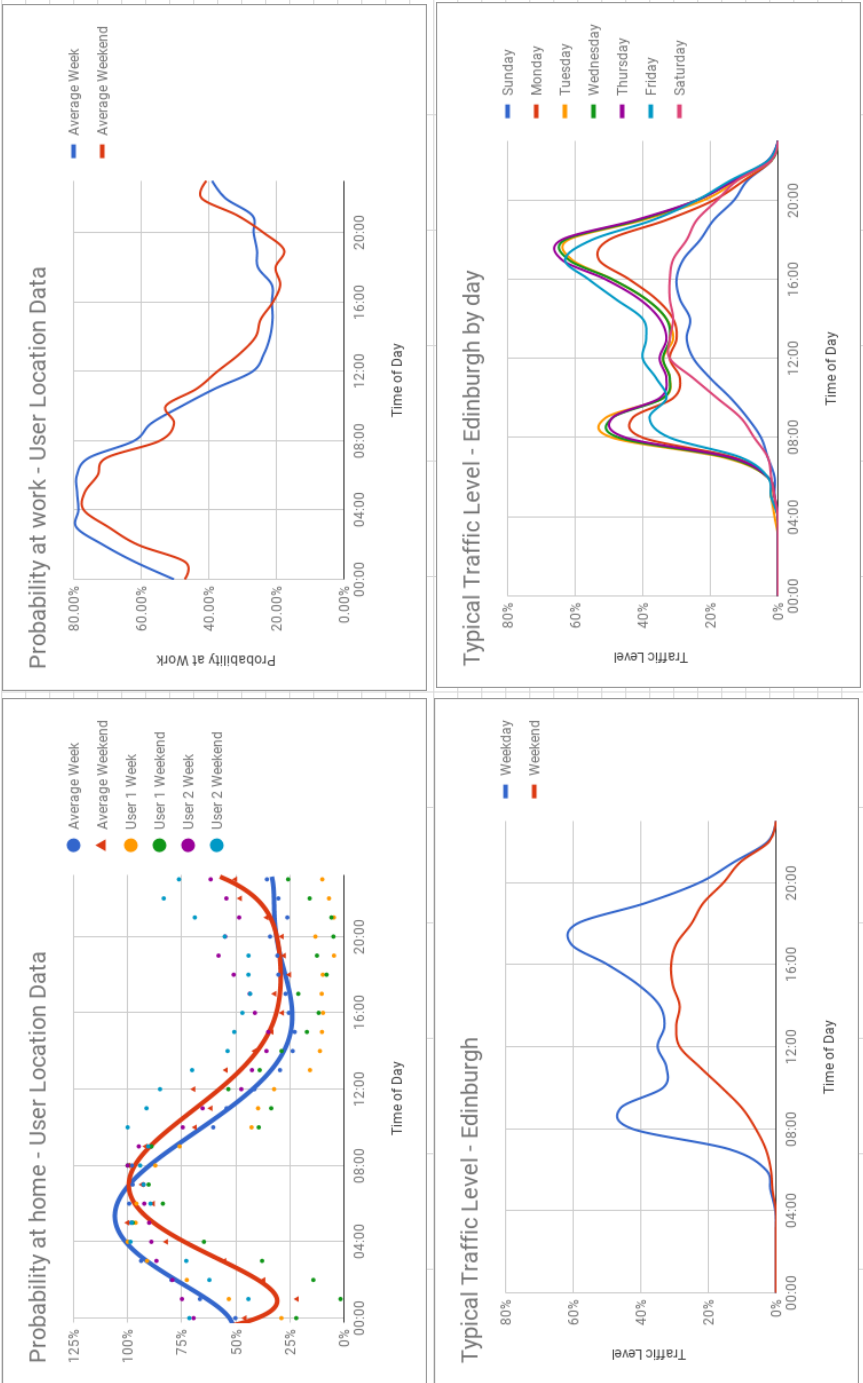 Probability at home - User Location Data
125%
100%
75%
50%
25%
0%
00:00 04:00 08:00 12:00 16:00 20:00
Time of Day
Average Week
Average Weekend
User 1 Week
User 1 Weekend
User 2 Week
User 2 Weekend
Probability at work - User Location Data
Probability at Work
80.00%
60.00%
40.00%
20.00%
0.00%
00:00 04:00 08:00 12:00 16:00 20:00
Time of Day
Average Week
Average Weekend
Typical Traffic Level - Edinburgh
Traffic Level
80%
60%
40%
20%
0%
00:00 04:00 08:00 12:00 16:00 20:00
Time of Day
Weekday
Weekend
Typical Traffic Level - Edinburgh by day
Traffic Level
80%
60%
40%
20%
0%
00:00 04:00 08:00 12:00 16:00 20:00
Time of Day
Sunday
Monday
Tuesday
Wednesday
Thursday
Friday
Saturday